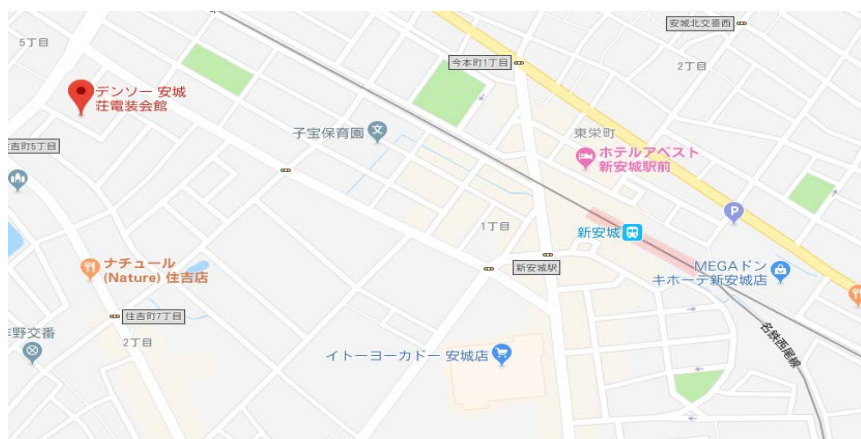 安城北交番西
5丁目
今本町1丁目
2丁目
デンソー 安城
荘電装会館
子宝保育園
東栄町
ホテルアベスト
新安城駅前
吉町5丁目
1丁目
新安城
P
ナチュール
(Nature) 住吉店
新安城駅
MEGAドン
キホーテ新安城店
住吉町7丁目
野交番
2丁目
イトーヨーカドー 安城店
名鉄西尾線